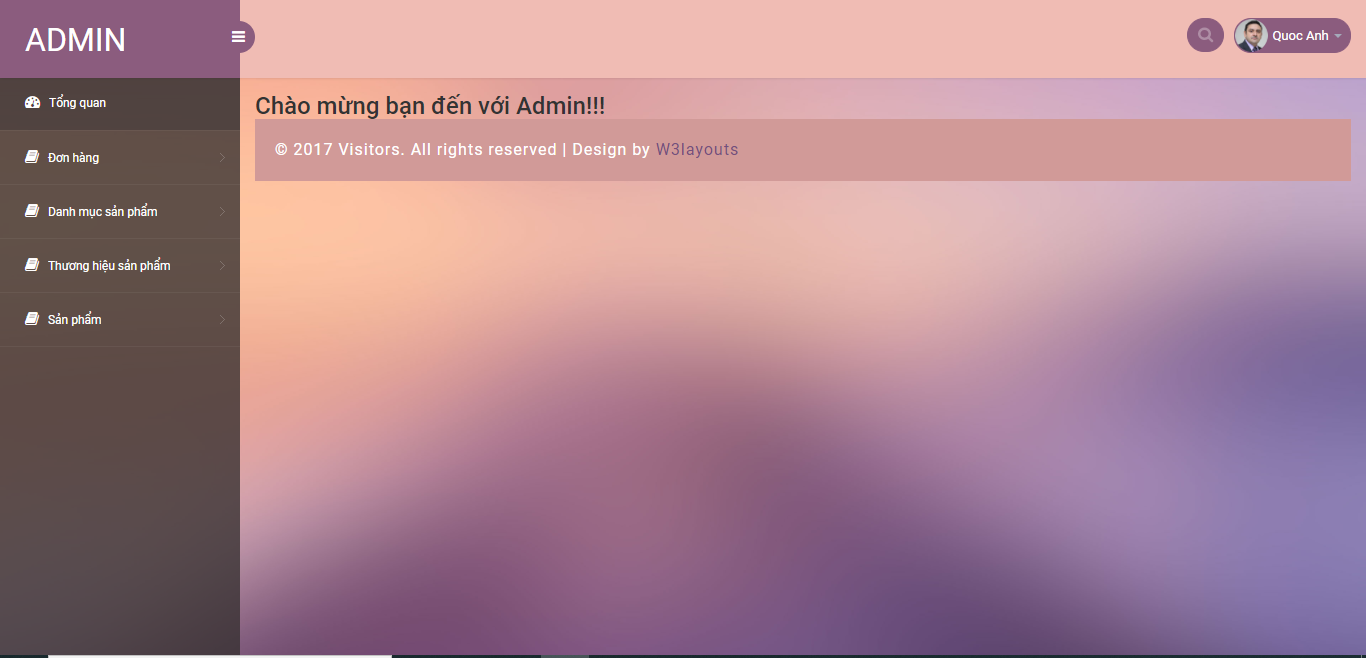 ADMIN
Quoc Anh
Tổng quan
Đơn hàng
Danh mục sản phẩm
Thương hiệu sản phẩm
Sản phẩm
Chào mừng bạn đến với Admin!!!
© 2017 Visitors. All rights reserved | Design by W3layouts